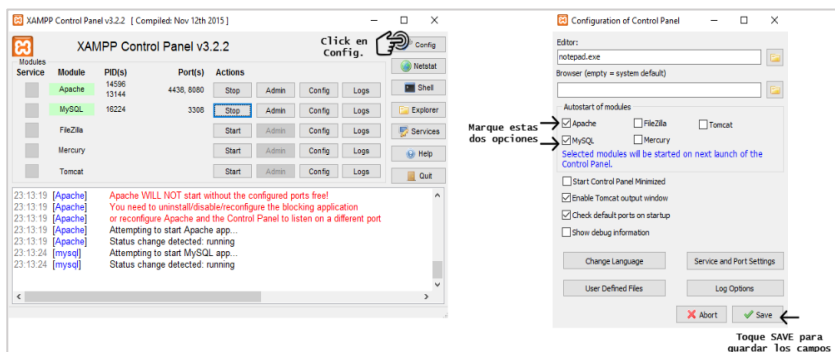 XAMPP Control Panel v3.2.2 [ Compiled: Nov 12th 2015 ]
XAMPP Control Panel v3.2.2
Click en
Config.
Config
Modules
Service Module PID(s) Port(s) Actions
Netstat
Apache 14596 13144 4438, 8080 Stop Admin Config Logs
Shell
MySQL 16224 3308 Stop Admin Config Logs
Explorer
FileZilla Start Admin Config Logs
Services
Mercury Start Admin Config Logs
Help
Tomcat Start Admin Config Logs
Quit
23:13:19 [Apache] Apache WILL NOT start without the configured ports free!
23:13:19 [Apache] You need to uninstall/disable/reconfigure the blocking application
23:13:19 [Apache] or reconfigure Apache and the Control Panel to listen on a different port
23:13:19 [Apache] Attempting to start Apache app...
23:13:19 [Apache] Status change detected: running
23:13:24 [mysql] Attempting to start MySQL app...
23:13:24 [mysql] Status change detected: running
Configuration of Control Panel
Editor:
notepad.exe
Browser (empty = system default)
Autostart of modules
Marque estas
dos opciones
Apache FileZilla Tomcat
MySQL Mercury
Selected modules will be started on next launch of the
Control Panel.
Start Control Panel Minimized
Enable Tomcat output window
Check default ports on startup
Show debug information
Change Language Service and Port Settings
User Defined Files Log Options
Abort Save
Toque SAVE para
guardar los campos